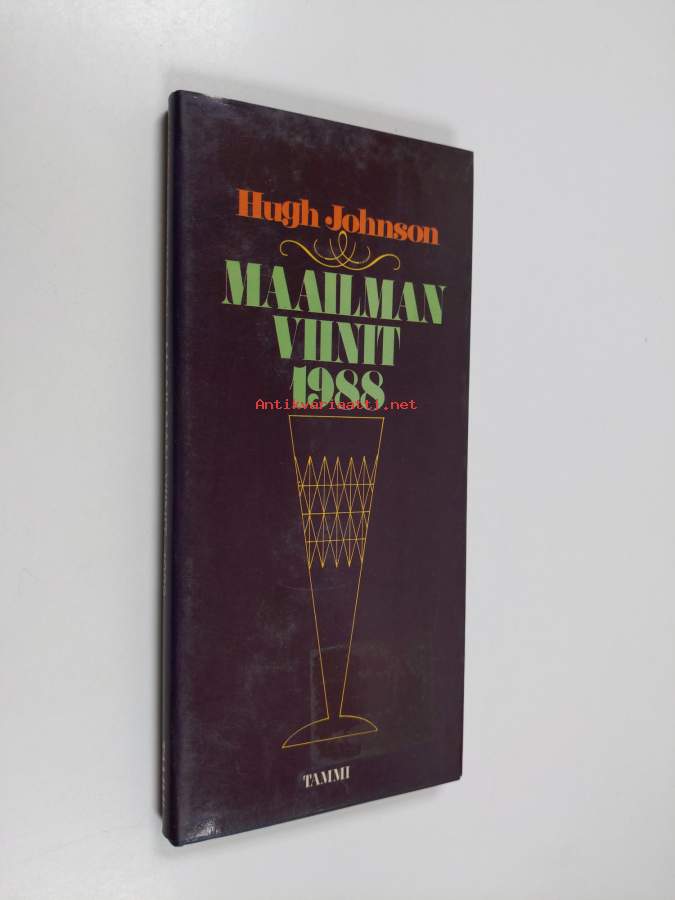 Hugh Johnson
MAAILMAN
VIINIT
1988
Antikvariaatti.net
TAMMI